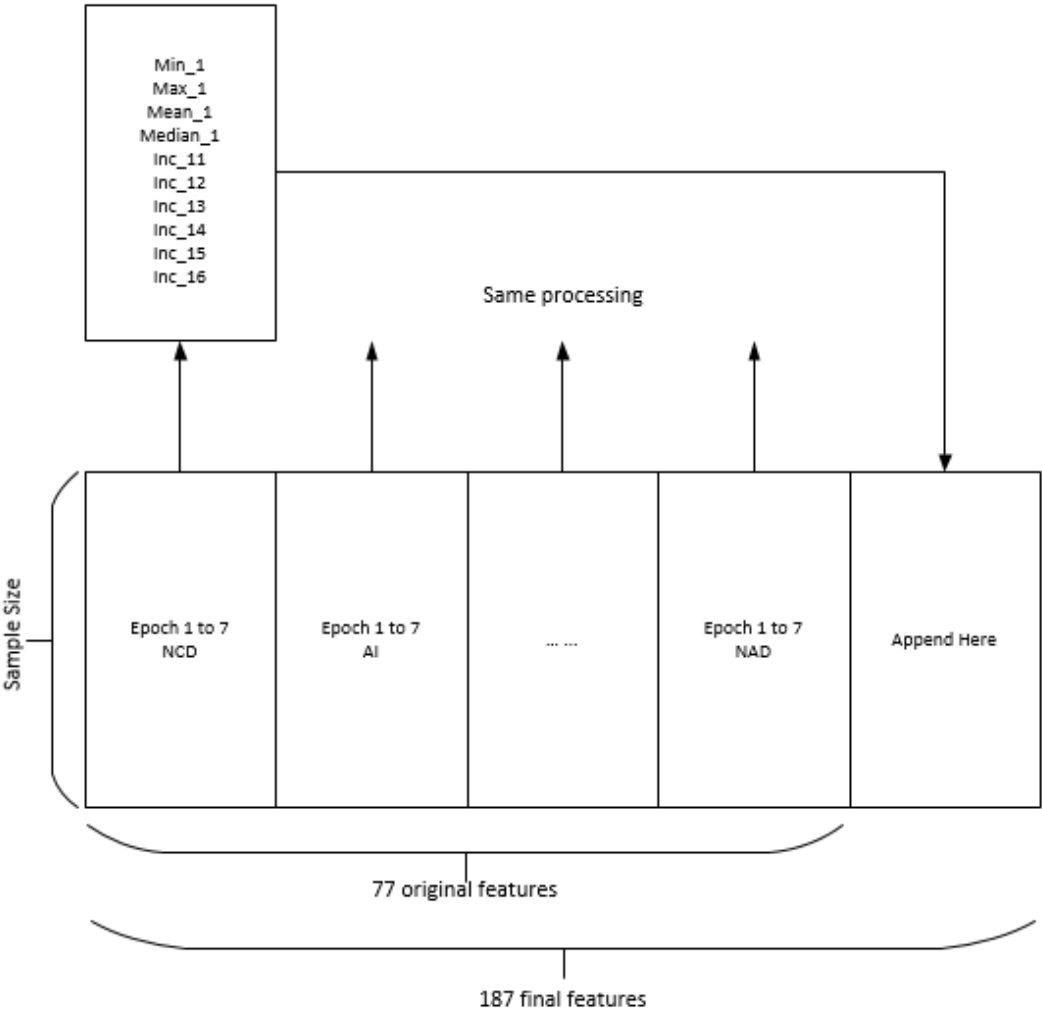 Min_1
Max_1
Mean_1
Median_1
Inc_11
Inc_12
Inc_13
Inc_14
Inc_15
Inc_16
Same processing
Sample Size
Epoch 1 to 7
NCD
Epoch 1 to 7
AI
... ...
Epoch 1 to 7
NAD
Append Here
77 original features
187 final features